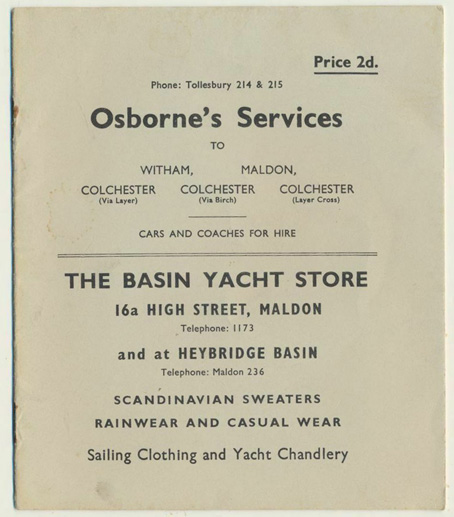 Price 2d.
Phone: Tollesbury 214 & 215
Osborne's Services
TO
WITHAM, MALDON,
COLCHESTER COLCHESTER COLCHESTER
(Via Layer) (Via Birch) (Layer Cross)
CARS AND COACHES FOR HIRE
THE BASIN YACHT STORE
16a HIGH STREET, MALDON
Telephone: 1173
and at HEYBRIDGE BASIN
Telephone: Maldon 236
SCANDINAVIAN SWEATERS
RAINWEAR AND CASUAL WEAR
Sailing Clothing and Yacht Chandlery